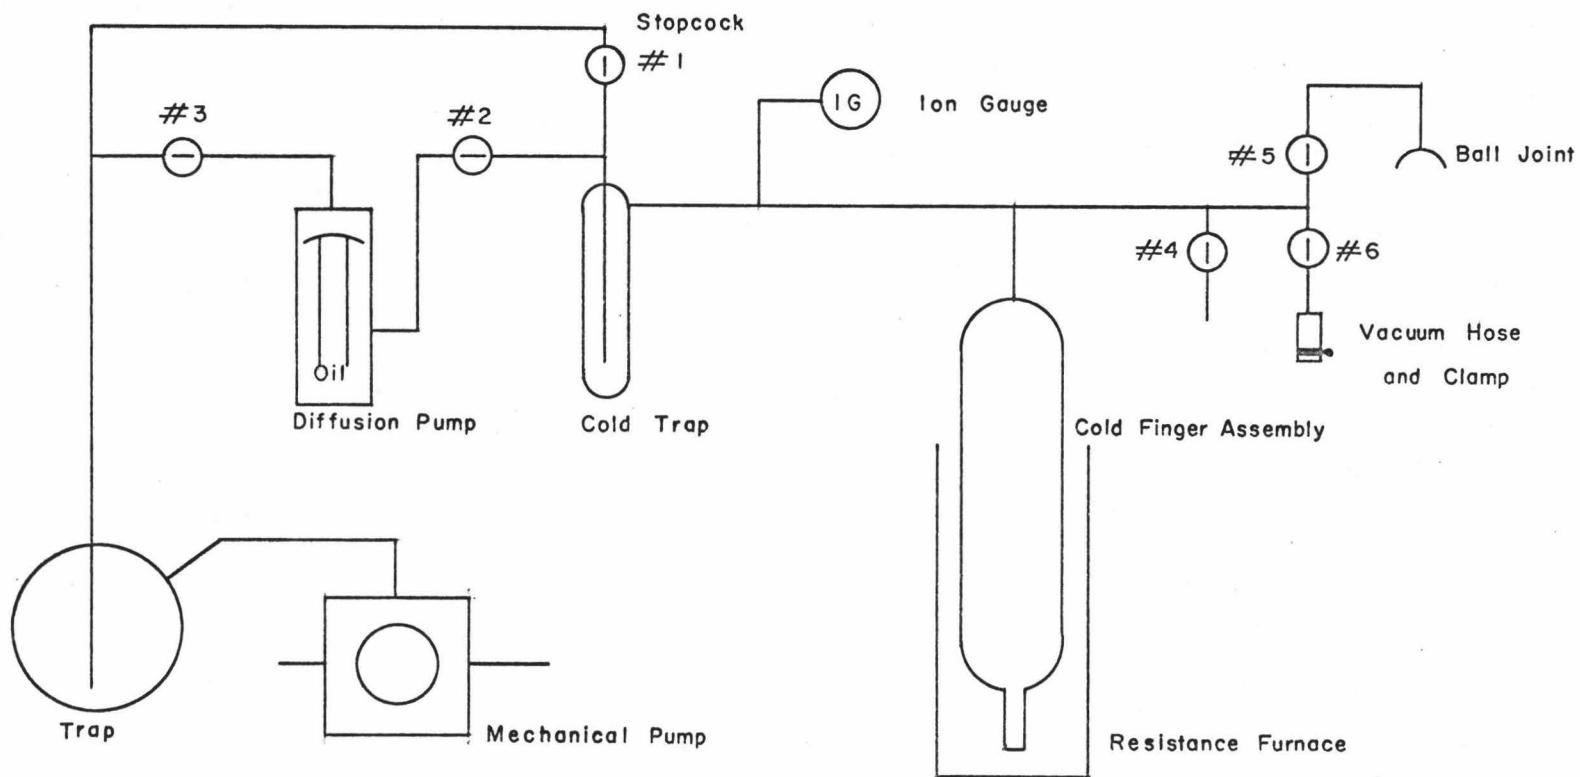 Stopcock
#1
#3
#2
IG
Ion Gauge
#5
Ball Joint
#4
#6
Vacuum Hose
and Clamp
Oil
Diffusion Pump
Cold Trap
Cold Finger Assembly
Trap
Mechanical Pump
Resistance Furnace